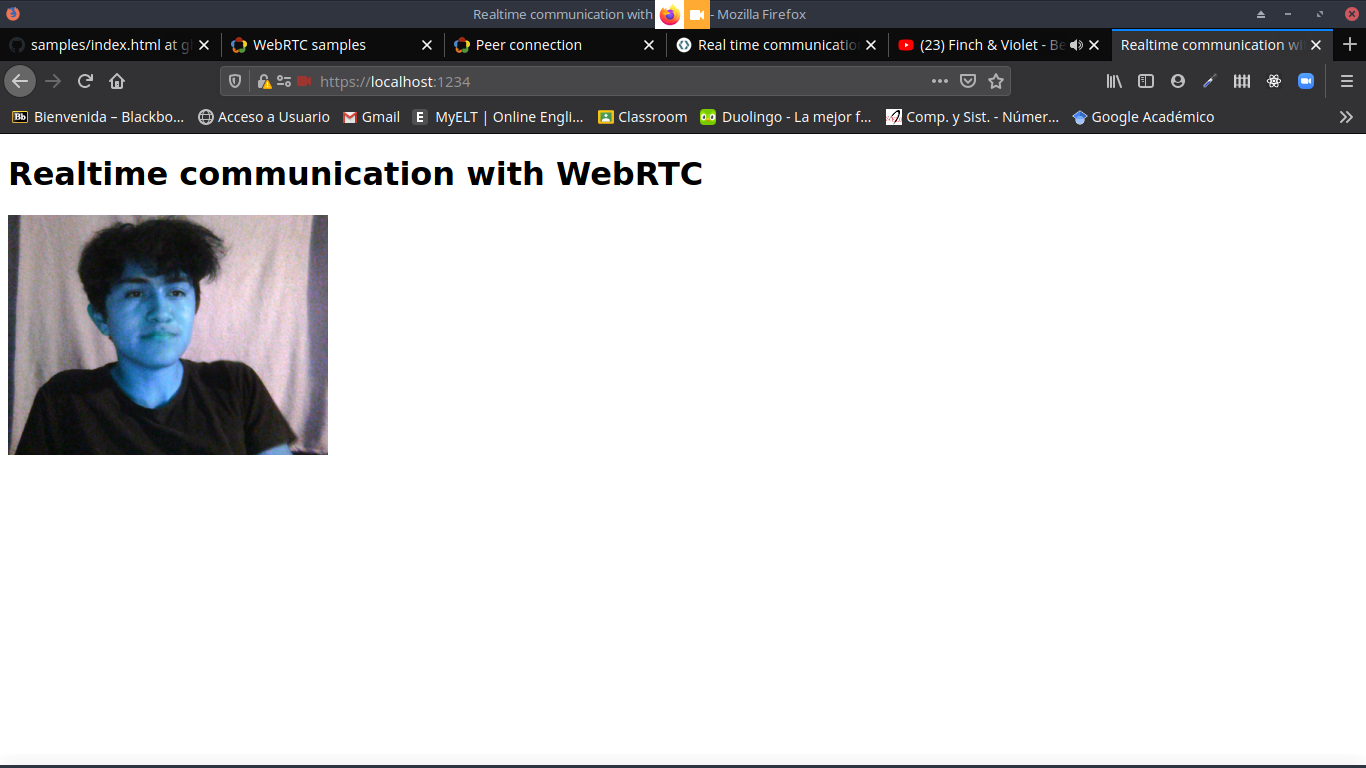 Realtime communication with - Mozilla Firefox
samples/index.html at g WebRTC samples Peer connection Real time communicatio (23) Finch & Violet - Be Realtime communication wi
https://localhost:1234
Bb Bienvenida – Blackbo... Acceso a Usuario Gmail E MyELT | Online Engli... Classroom Duolingo - La mejor f... Comp. y Sist. - Númer... Google Académico
Realtime communication with WebRTC